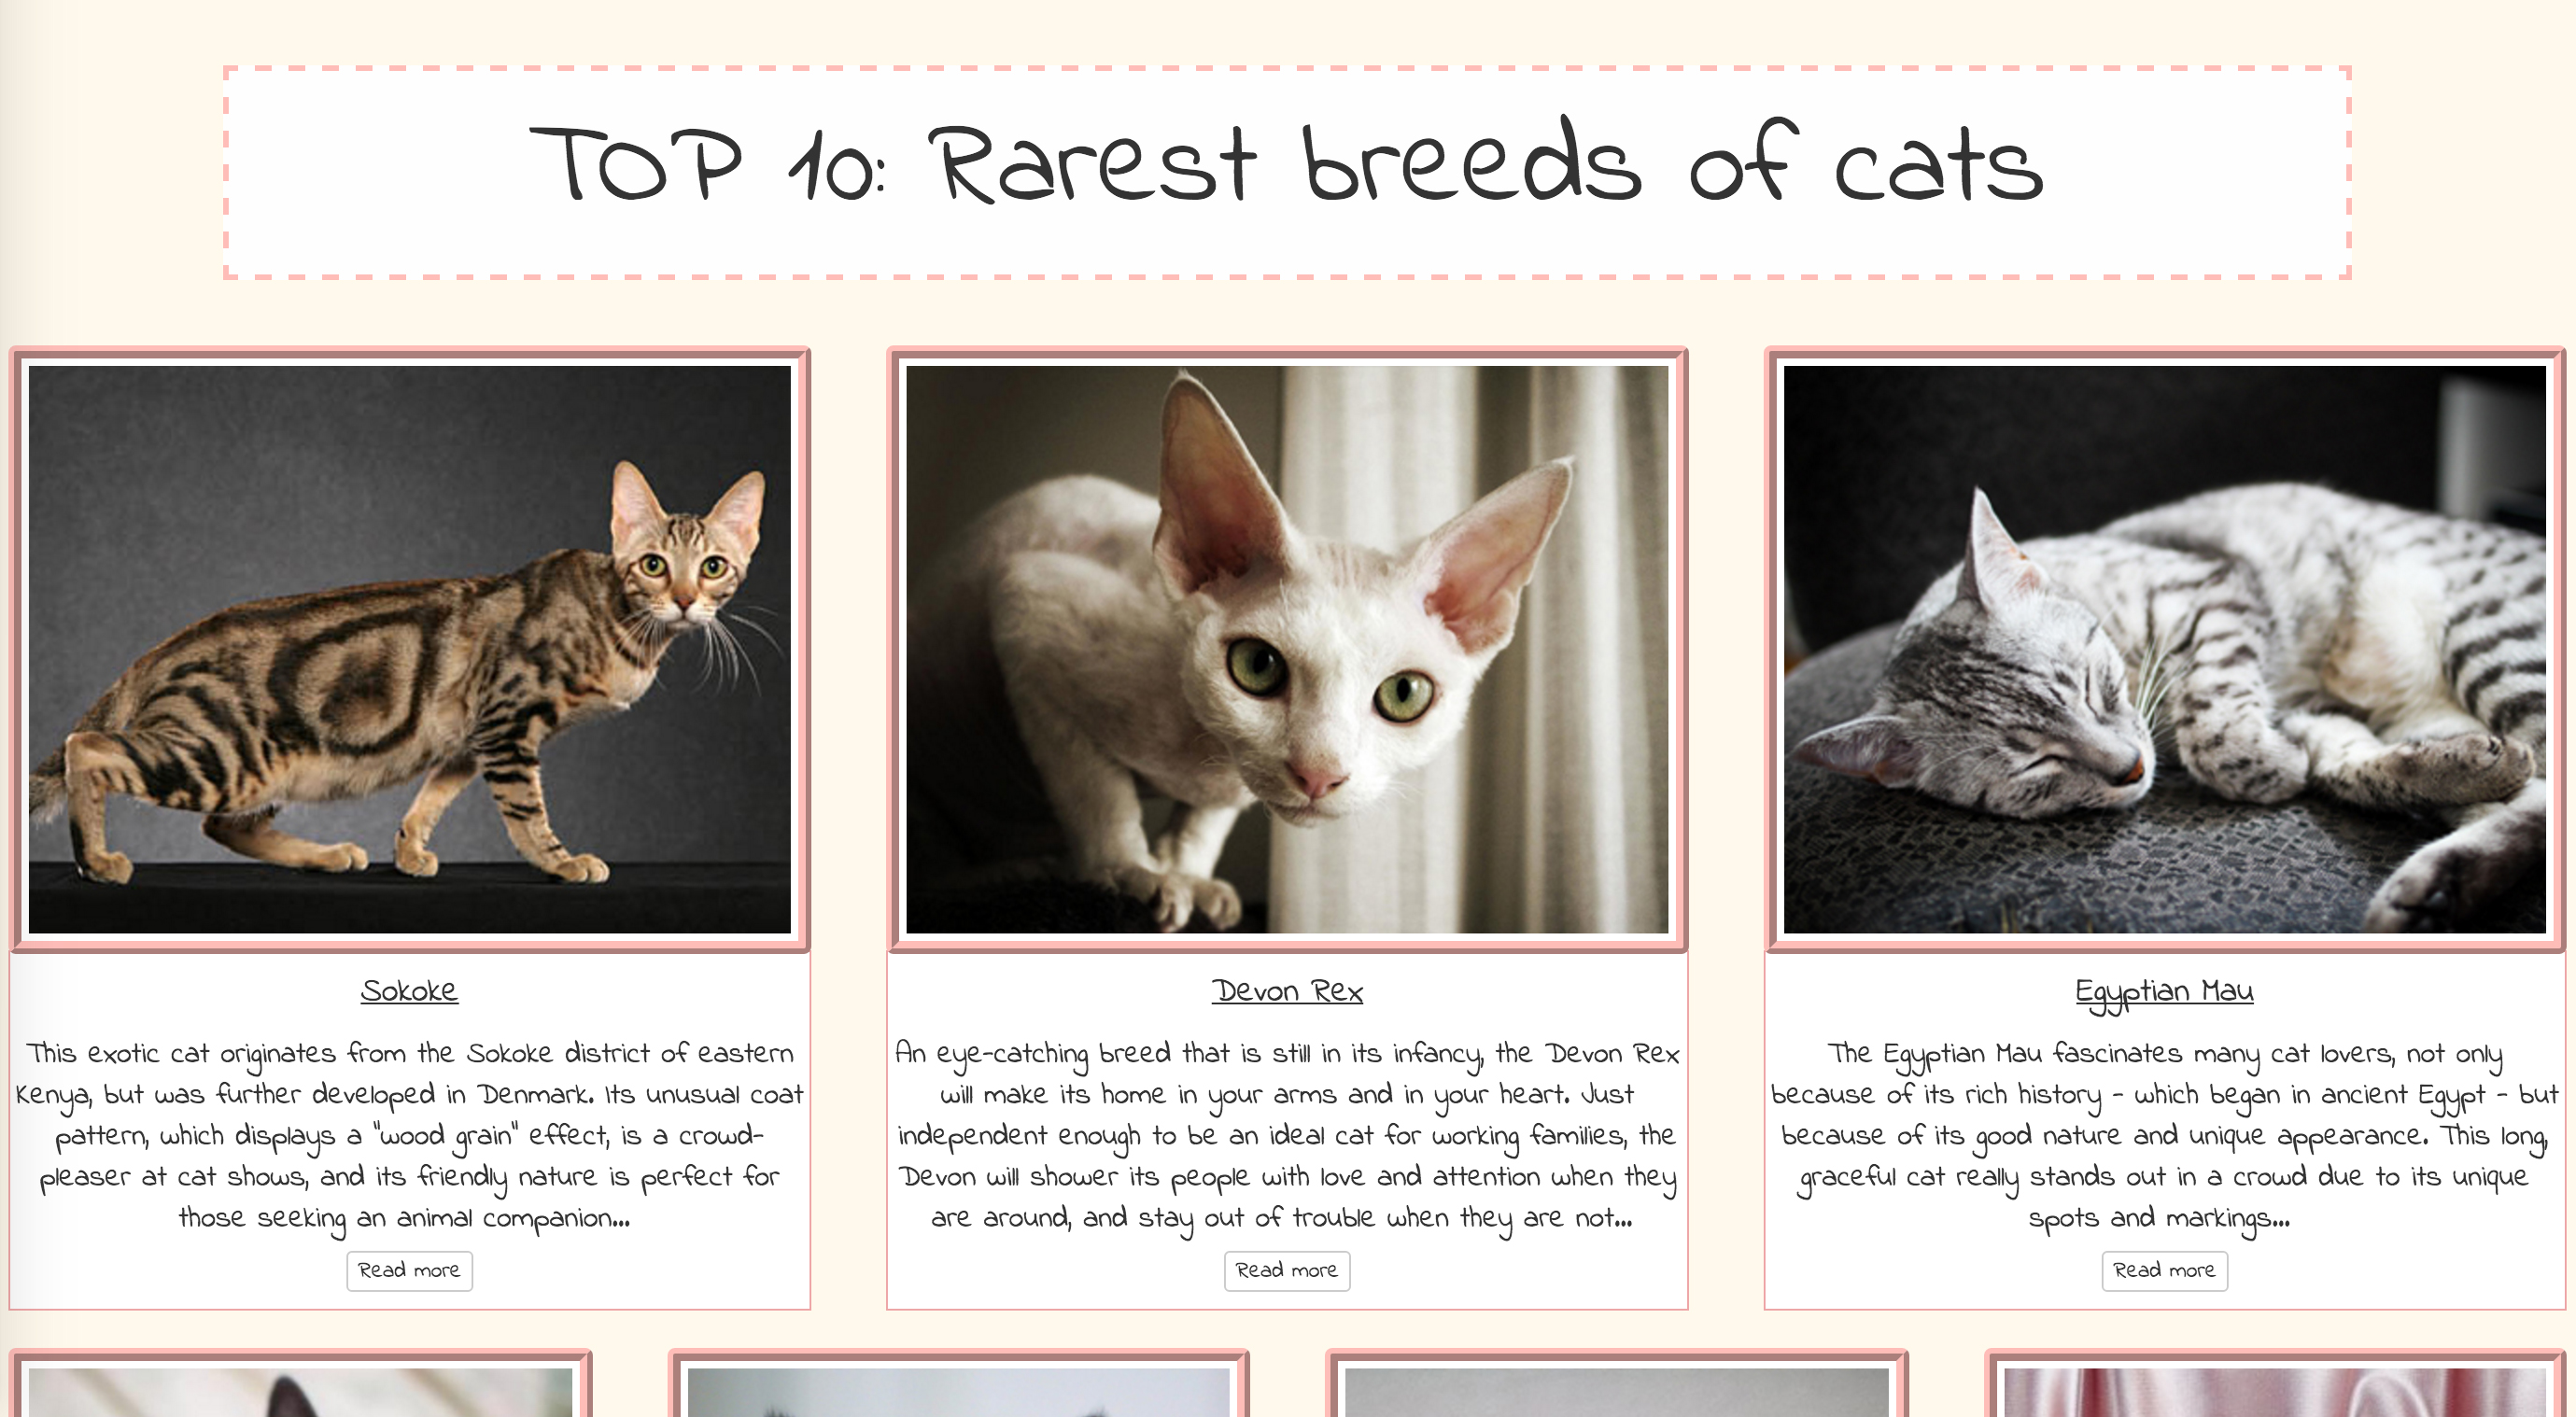 TOP 10: Rarest breeds of cats
Sokoke
This exotic cat originates from the Sokoke district of eastern
Kenya, but was further developed in Denmark. Its unusual coat
pattern, which displays a "wood grain" effect, is a crowd-
pleaser at cat shows, and its friendly nature is perfect for
those seeking an animal companion...
Read more
Devon Rex
An eye-catching breed that is still in its infancy, the Devon Rex
will make its home in your arms and in your heart. Just
independent enough to be an ideal cat for working families, the
Devon will shower its people with love and attention when they
are around, and stay out of trouble when they are not...
Read more
Egyptian Mau
The Egyptian Mau fascinates many cat lovers, not only
because of its rich history - which began in ancient Egypt - but
because of its good nature and unique appearance. This long,
graceful cat really stands out in a crowd due to its unique
spots and markings...
Read more